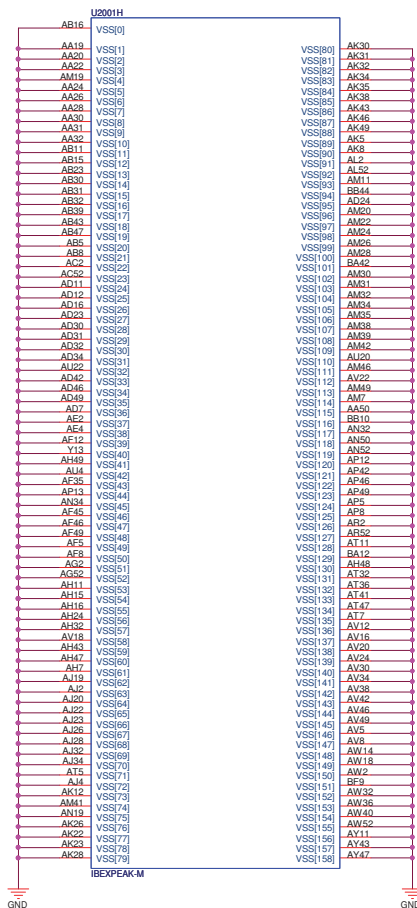 U2001H
AB16 VSS[0]
AA19 VSS[1] VSS[80] AK30
AA20 VSS[2] VSS[81] AK31
AA22 VSS[3] VSS[82] AK32
AM19 VSS[4] VSS[83] AK34
AA24 VSS[5] VSS[84] AK35
AA26 VSS[6] VSS[85] AK38
AA28 VSS[7] VSS[86] AK43
AA30 VSS[8] VSS[87] AK46
AA31 VSS[9] VSS[88] AK49
AA32 VSS[10] VSS[89] AK5
AB11 VSS[11] VSS[90] AK8
AB15 VSS[12] VSS[91] AL2
AB23 VSS[13] VSS[92] AL52
AB30 VSS[14] VSS[93] AM11
AB31 VSS[15] VSS[94] BB44
AB32 VSS[16] VSS[95] AD24
AB39 VSS[17] VSS[96] AM20
AB43 VSS[18] VSS[97] AM22
AB47 VSS[19] VSS[98] AM24
AB5 VSS[20] VSS[99] AM26
AB8 VSS[21] VSS[100] AM28
AC2 VSS[22] VSS[101] BA42
AC52 VSS[23] VSS[102] AM30
AD11 VSS[24] VSS[103] AM31
AD12 VSS[25] VSS[104] AM32
AD16 VSS[26] VSS[105] AM34
AD23 VSS[27] VSS[106] AM35
AD30 VSS[28] VSS[107] AM38
AD31 VSS[29] VSS[108] AM39
AD32 VSS[30] VSS[109] AM42
AD34 VSS[31] VSS[110] AU20
AU22 VSS[32] VSS[111] AM46
AD42 VSS[33] VSS[112] AV22
AD46 VSS[34] VSS[113] AM49
AD49 VSS[35] VSS[114] AM7
AD7 VSS[36] VSS[115] AA50
AE2 VSS[37] VSS[116] BB10
AE4 VSS[38] VSS[117] AN32
AF12 VSS[39] VSS[118] AN50
Y13 VSS[40] VSS[119] AN52
AH49 VSS[41] VSS[120] AP12
AU4 VSS[42] VSS[121] AP42
AF35 VSS[43] VSS[122] AP46
AP13 VSS[44] VSS[123] AP49
AN34 VSS[45] VSS[124] AP5
AF45 VSS[46] VSS[125] AP8
AF46 VSS[47] VSS[126] AR2
AF49 VSS[48] VSS[127] AR52
AF5 VSS[49] VSS[128] AT11
AF8 VSS[50] VSS[129] BA12
AG2 VSS[51] VSS[130] AH48
AG52 VSS[52] VSS[131] AT32
AH11 VSS[53] VSS[132] AT36
AH15 VSS[54] VSS[133] AT41
AH16 VSS[55] VSS[134] AT47
AH24 VSS[56] VSS[135] AT7
AH32 VSS[57] VSS[136] AV12
AV18 VSS[58] VSS[137] AV16
AH43 VSS[59] VSS[138] AV20
AH47 VSS[60] VSS[139] AV24
AH7 VSS[61] VSS[140] AV30
AJ19 VSS[62] VSS[141] AV34
AJ2 VSS[63] VSS[142] AV38
AJ20 VSS[64] VSS[143] AV42
AJ22 VSS[65] VSS[144] AV46
AJ23 VSS[66] VSS[145] AV49
AJ26 VSS[67] VSS[146] AV5
AJ28 VSS[68] VSS[147] AV8
AJ32 VSS[69] VSS[148] AW14
AJ34 VSS[70] VSS[149] AW18
AT5 VSS[71] VSS[150] AW2
AJ4 VSS[72] VSS[151] BF9
AK12 VSS[73] VSS[152] AW32
AM41 VSS[74] VSS[153] AW36
AN19 VSS[75] VSS[154] AW40
AK26 VSS[76] VSS[155] AW52
AK22 VSS[77] VSS[156] AY11
AK23 VSS[78] VSS[157] AY43
AK28 VSS[79] VSS[158] AY47
IBEXPEAK-M
GND GND